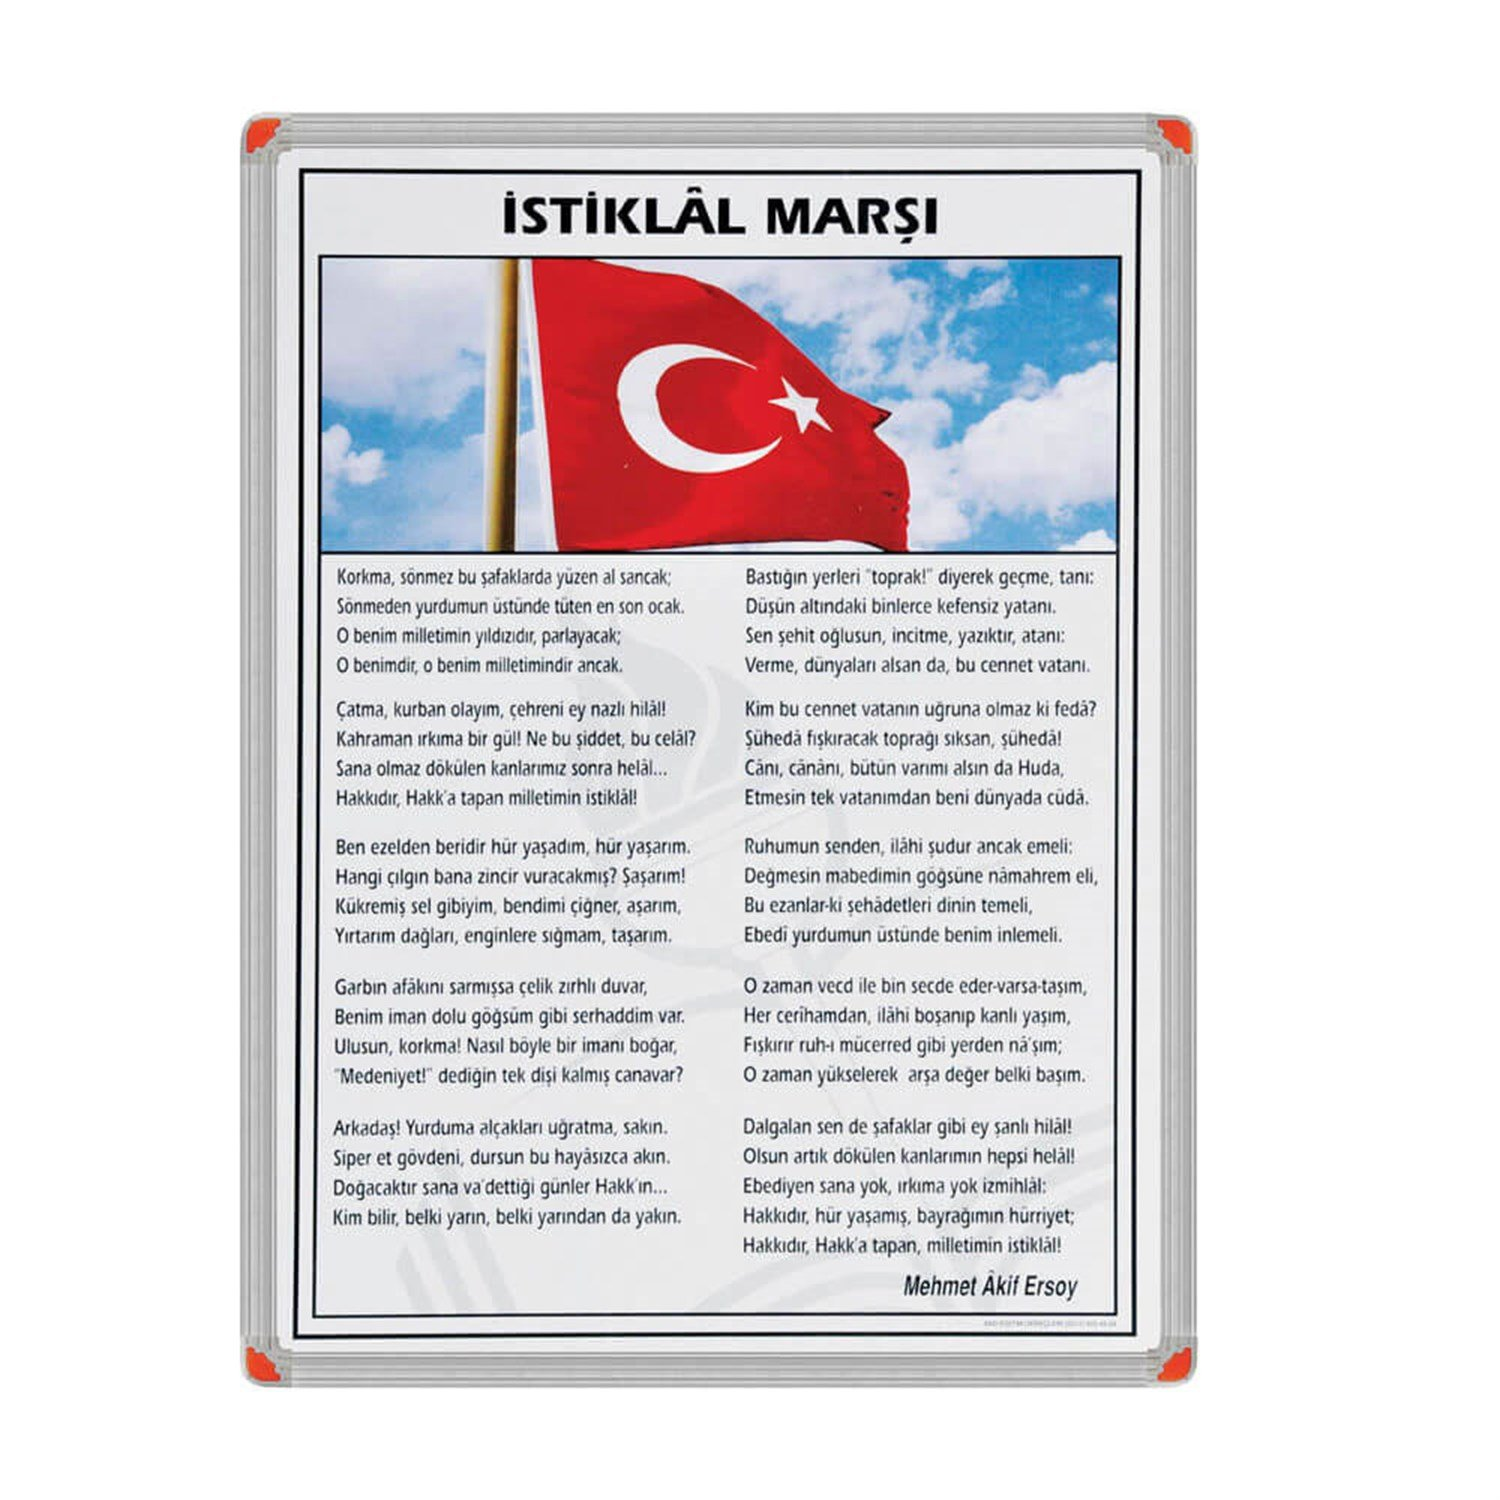 İSTİKLÂL MARŞI
Korkma, sönmez bu şafaklarda yüzen al sancak;
Sönmeden yurdumun üstünde tüten en son ocak.
O benim milletimin yıldızıdır, parlayacak;
O benimdir, o benim milletimindir ancak.
Çatma, kurban olayım, çehreni ey nazlı hilâl!
Kahraman ırkıma bir gül! Ne bu şiddet, bu celâl?
Sana olmaz dökülen kanlarımız sonra helâl...
Hakkıdır, Hakk'a tapan milletimin istiklâl!
Ben ezelden beridir hür yaşadım, hür yaşarım.
Hangi çılgın bana zincir vuracakmış? Şaşarım!
Kükremiş sel gibiyim, bendimi çiğner, aşarım,
Yırtarım dağları, enginlere sığmam, taşarım.
Garbın afâkını sarmışsa çelik zırhlı duvar,
Benim iman dolu göğsüm gibi serhaddim var.
Ulusun, korkma! Nasıl böyle bir imanı boğar,
"Medeniyet!" dediğin tek dişi kalmış canavar?
Arkadaş! Yurduma alçakları uğratma, sakın.
Siper et gövdeni, dursun bu hayâsızca akın.
Doğacaktır sana va'dettiği günler Hakk'ın...
Kim bilir, belki yarın, belki yarından da yakın.
Bastığın yerleri "toprak!" diyerek geçme, tanı:
Düşün altındaki binlerce kefensiz yatanı.
Sen şehit oğlusun, incitme, yazıktır, atanı:
Verme, dünyaları alsan da, bu cennet vatanı.
Kim bu cennet vatanın uğruna olmaz ki fedâ?
Şühedâ fışkıracak toprağı sıksan, şühedâ!
Cânı, cânânı, bütün varımı alsın da Huda,
Etmesin tek vatanımdan beni dünyada cüdâ.
Ruhumun senden, ilâhi şudur ancak emeli:
Değmesin mabedimin göğsüne nâmahrem eli,
Bu ezanlar-ki şehâdetleri dinin temeli,
Ebedî yurdumun üstünde benim inlemeli.
O zaman vecd ile bin secde eder-varsa-taşım,
Her cerîhamdan, ilâhi boşanıp kanlı yaşım,
Fışkırır ruh-ı mücerred gibi yerden nâ'şım;
O zaman yükselerek arşa değer belki başım.
Dalgalan sen de şafaklar gibi ey şanlı hilâl!
Olsun artık dökülen kanlarımın hepsi helâl!
Ebediyen sana yok, ırkıma yok izmihlâl:
Hakkıdır, hür yaşamış, bayrağımın hürriyet;
Hakkıdır, Hakk'a tapan, milletimin istiklâl!
Mehmet Âkif Ersoy